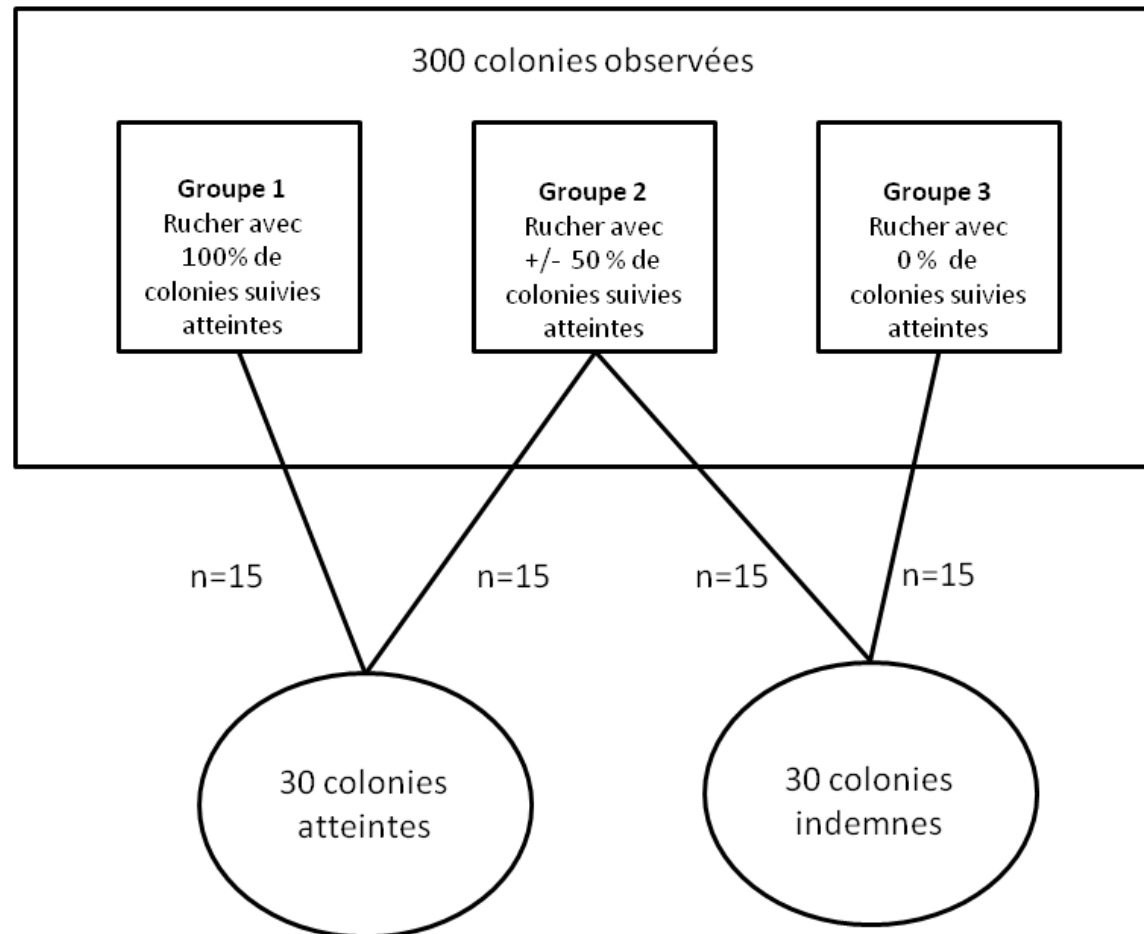 300 colonies observées
Groupe 1
Rucher avec
100% de
colonies suivies
atteintes
Groupe 2
Rucher avec
+/- 50 % de
colonies suivies
atteintes
Groupe 3
Rucher avec
0 % de
colonies suivies
atteintes
n=15
n=15
n=15
n=15
30 colonies
atteintes
30 colonies
indemnes